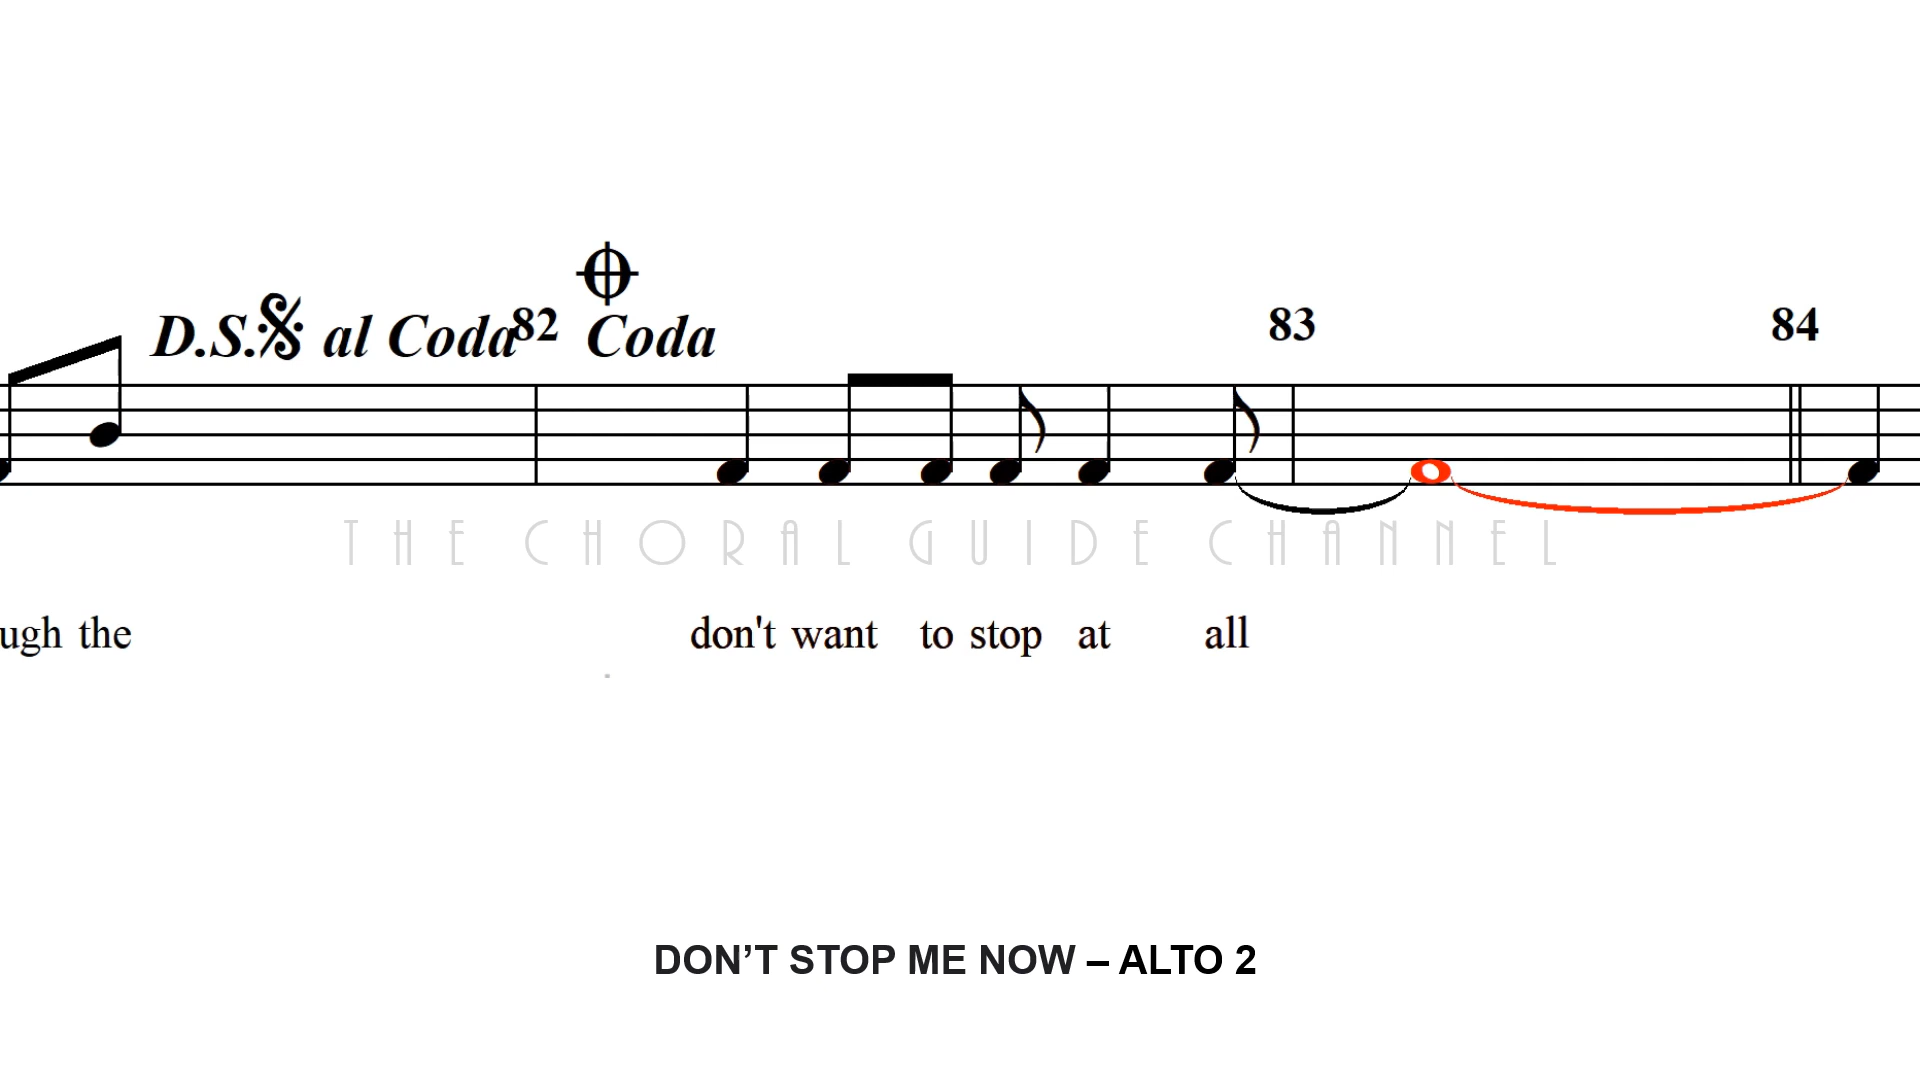 D.S. al Coda
82
Coda
83
84
THE CHORAL GUIDE CHANNEL
ugh the don't want to stop at all
DON’T STOP ME NOW – ALTO 2